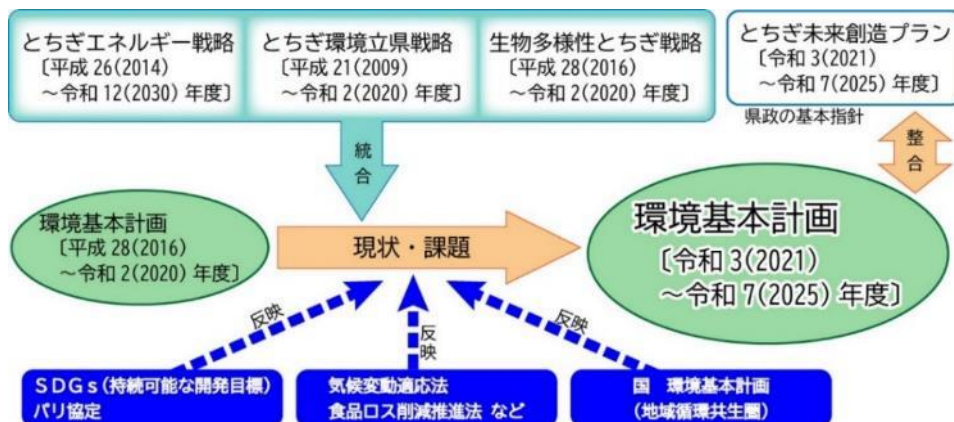 とちぎエネルギー戦略
〔平成 26(2014)
～令和 12(2030) 年度〕
とちぎ環境立県戦略
〔平成 21(2009)
～令和 2(2020) 年度〕
生物多様性とちぎ戦略
〔平成 28(2016)
～令和 2(2020) 年度〕
とちぎ未来創造プラン
〔令和 3(2021)
～令和 7(2025) 年度〕
県政の基本指針
統合
整合
環境基本計画
〔平成 28(2016)
～令和 2(2020) 年度〕
現状・課題
環境基本計画
〔令和 3(2021)
～令和 7(2025) 年度〕
反映
反映
反映
ＳＤＧｓ(持続可能な開発目標)
パリ協定
気候変動適応法
食品ロス削減推進法 など
国　環境基本計画
(地域循環共生圏)